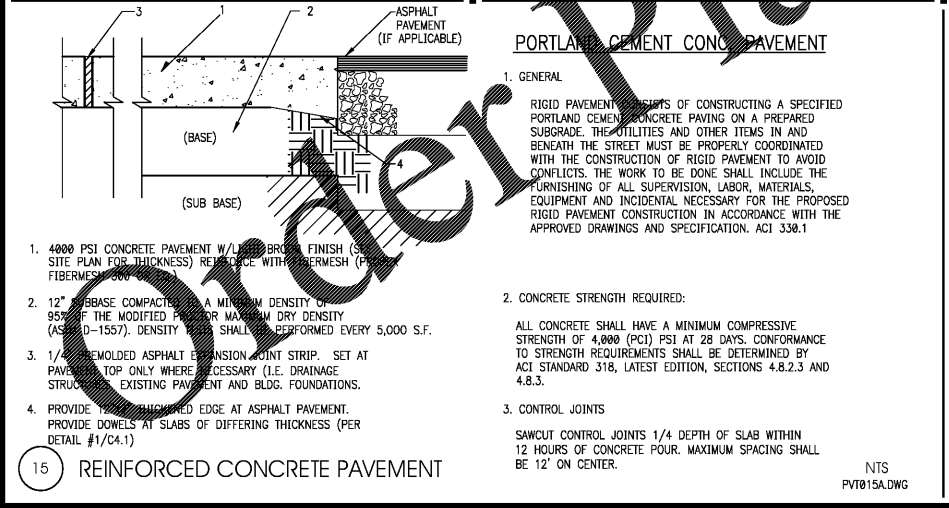 3
1
2
ASPHALT
PAVEMENT
(IF APPLICABLE)
(BASE)
(SUB BASE)
4
1. 4000 PSI CONCRETE PAVEMENT W/LIGHT BROOM FINISH (SEE
SITE PLAN FOR THICKNESS) REINFORCE WITH FIBERMESH
FIBERMESH 300
2. 12" SUBBASE COMPACTED TO A MINIMUM DENSITY OF
95% OF THE MODIFIED PROCTOR MAXIMUM DRY DENSITY
(ASTM D-1557). DENSITY TESTS SHALL BE PERFORMED EVERY 5,000 S.F.
3. 1/4" PREMOLDED ASPHALT EXPANSION JOINT STRIP. SET AT
PAVEMENT TOP ONLY WHERE NECESSARY (I.E. DRAINAGE
STRUCTURES, EXISTING PAVEMENT AND BLDG. FOUNDATIONS.
4. PROVIDE THICKENED EDGE AT ASPHALT PAVEMENT.
PROVIDE DOWELS AT SLABS OF DIFFERING THICKNESS (PER
DETAIL #1/C4.1)
15 REINFORCED CONCRETE PAVEMENT
PORTLAND CEMENT CONC. PAVEMENT
1. GENERAL
RIGID PAVEMENT CONSISTS OF CONSTRUCTING A SPECIFIED
PORTLAND CEMENT CONCRETE PAVING ON A PREPARED
SUBGRADE. THE UTILITIES AND OTHER ITEMS IN AND
BENEATH THE STREET MUST BE PROPERLY COORDINATED
WITH THE CONSTRUCTION OF RIGID PAVEMENT TO AVOID
CONFLICTS. THE WORK TO BE DONE SHALL INCLUDE THE
FURNISHING OF ALL SUPERVISION, LABOR, MATERIALS,
EQUIPMENT AND INCIDENTAL NECESSARY FOR THE PROPOSED
RIGID PAVEMENT CONSTRUCTION IN ACCORDANCE WITH THE
APPROVED DRAWINGS AND SPECIFICATION. ACI 330.1
2. CONCRETE STRENGTH REQUIRED:
ALL CONCRETE SHALL HAVE A MINIMUM COMPRESSIVE
STRENGTH OF 4,000 (PCI) PSI AT 28 DAYS. CONFORMANCE
TO STRENGTH REQUIREMENTS SHALL BE DETERMINED BY
ACI STANDARD 318, LATEST EDITION, SECTIONS 4.8.2.3 AND
4.8.3.
3. CONTROL JOINTS
SAWCUT CONTROL JOINTS 1/4 DEPTH OF SLAB WITHIN
12 HOURS OF CONCRETE POUR. MAXIMUM SPACING SHALL
BE 12' ON CENTER.
NTS
PVT015A.DWG
Order